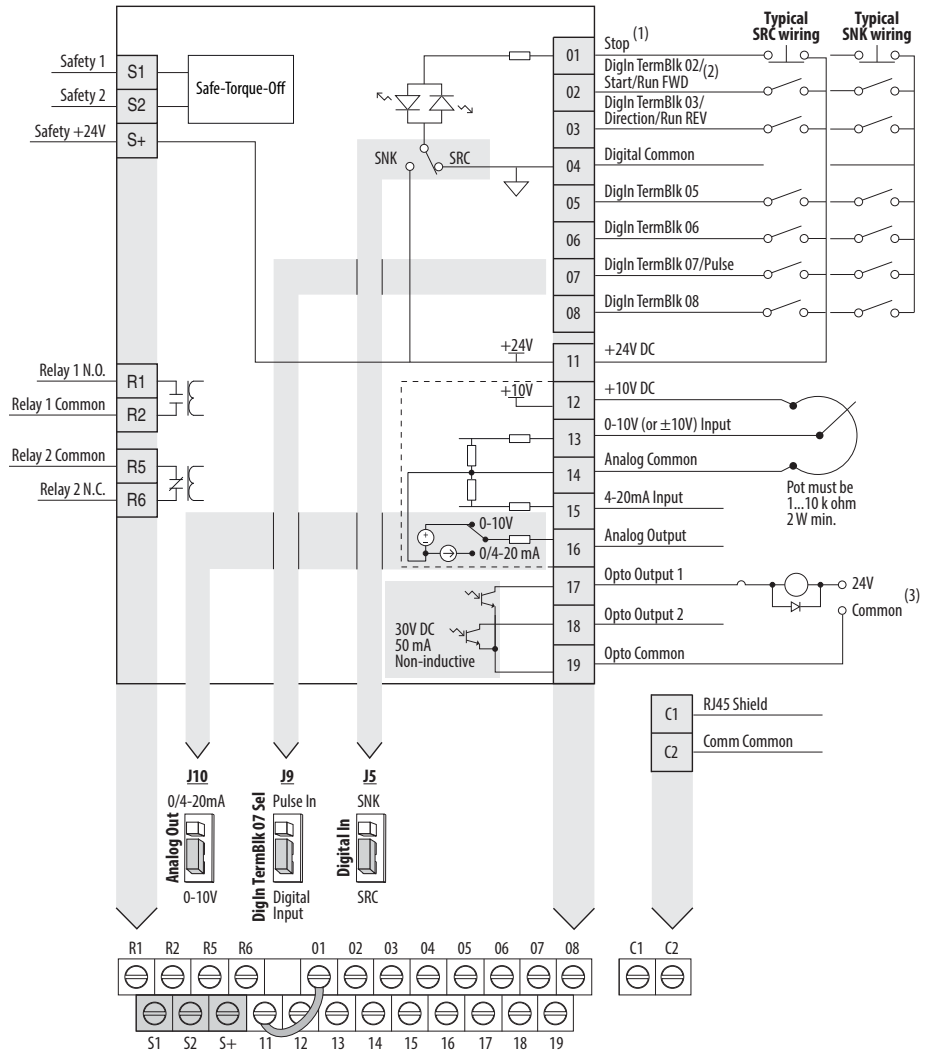 Typical SRC wiring
Typical SNK wiring
Safety 1
S1
Safety 2
S2
Safety +24V
S+
Safe-Torque-Off
SNK
SRC
01
Stop (1)
02
DigIn TermBlk 02/
Start/Run FWD (2)
03
DigIn TermBlk 03/
Direction/Run REV
04
Digital Common
05
DigIn TermBlk 05
06
DigIn TermBlk 06
07
DigIn TermBlk 07/Pulse
08
DigIn TermBlk 08
+24V
11
+24V DC
+10V
12
+10V DC
13
0-10V (or ±10V) Input
14
Analog Common
15
4-20mA Input
16
Analog Output
Pot must be
1...10 k ohm
2 W min.
Relay 1 N.O.
R1
Relay 1 Common
R2
Relay 2 Common
R5
Relay 2 N.C.
R6
0-10V
0/4-20 mA
+
-
30V DC
50 mA
Non-inductive
17
Opto Output 1
18
Opto Output 2
19
Opto Common
24V
Common (3)
C1
RJ45 Shield
C2
Comm Common
J10
0/4-20mA
Analog Out
0-10V
J9
Pulse In
DigIn TermBlk 07 Sel
Digital
Input
J5
SNK
Digital In
SRC
R1 R2 R5 R6 01 02 03 04 05 06 07 08 C1 C2
S1 S2 S+ 11 12 13 14 15 16 17 18 19